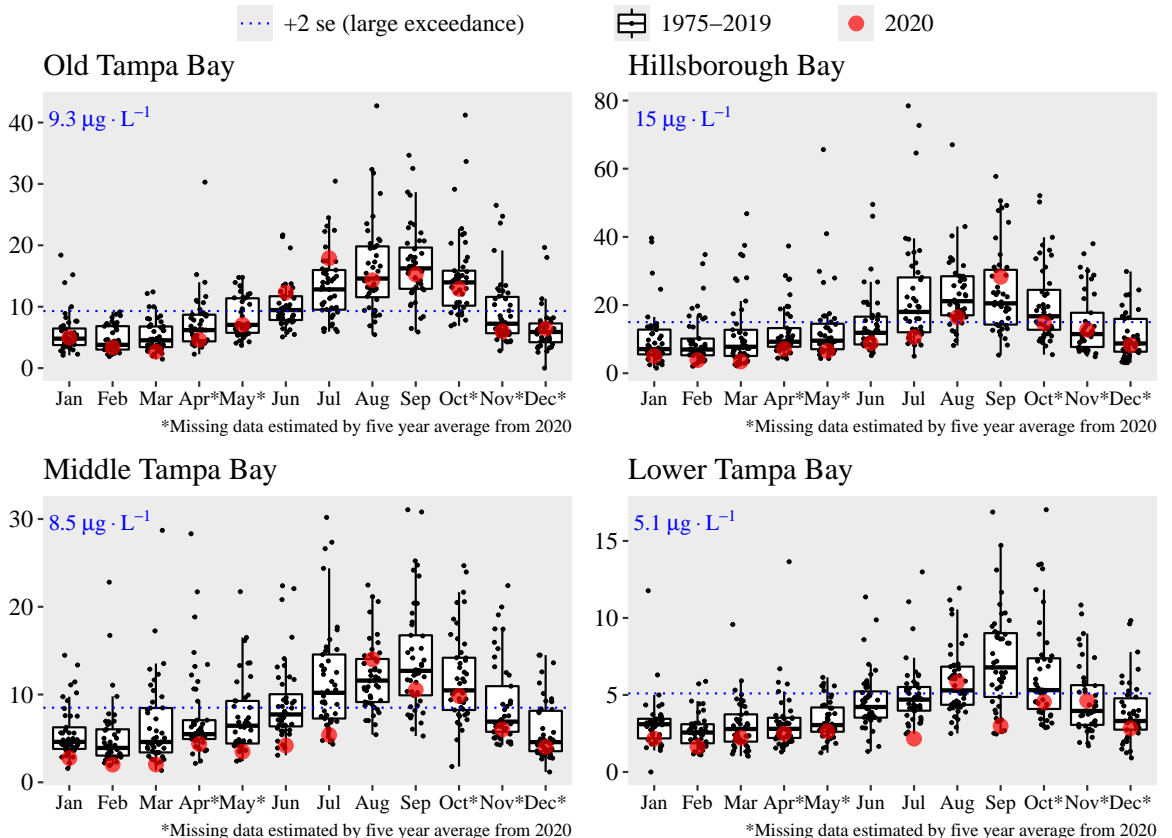 +2 se (large exceedance) 1975−2019 2020
Old Tampa Bay
9.3 μg ⋅ L−1
40
30
20
10
0
Jan Feb Mar Apr* May* Jun Jul Aug Sep Oct* Nov* Dec*
*Missing data estimated by five year average from 2020
Hillsborough Bay
15 μg ⋅ L−1
80
60
40
20
0
Jan Feb Mar Apr* May* Jun Jul Aug Sep Oct* Nov* Dec*
*Missing data estimated by five year average from 2020
Middle Tampa Bay
8.5 μg ⋅ L−1
30
20
10
0
Jan Feb Mar Apr* May* Jun Jul Aug Sep Oct* Nov* Dec*
*Missing data estimated by five year average from 2020
Lower Tampa Bay
5.1 μg ⋅ L−1
15
10
5
0
Jan Feb Mar Apr* May* Jun Jul Aug Sep Oct* Nov* Dec*
*Missing data estimated by five year average from 2020